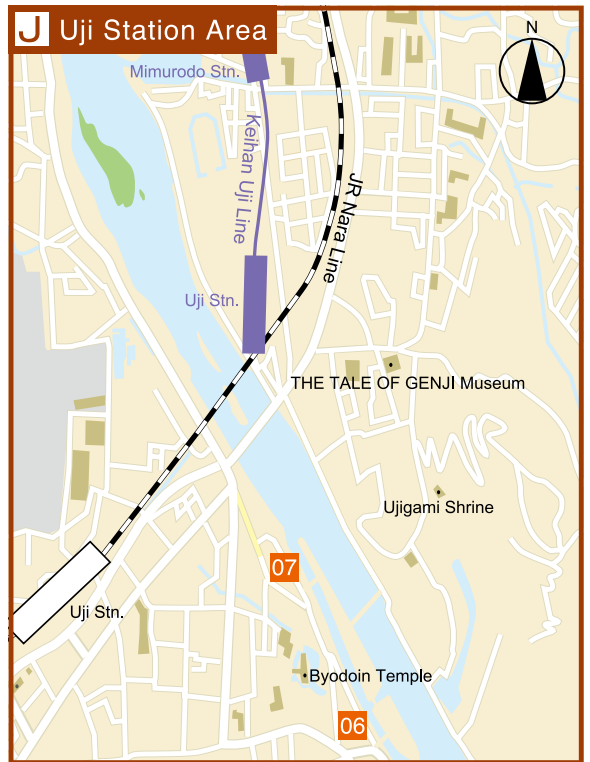 J Uji Station Area
N
Mimurodo Stn.
Keihan Uji Line
JR Nara Line
Uji Stn.
THE TALE OF GENJI Museum
Ujigami Shrine
07
Uji Stn.
Byodoin Temple
06